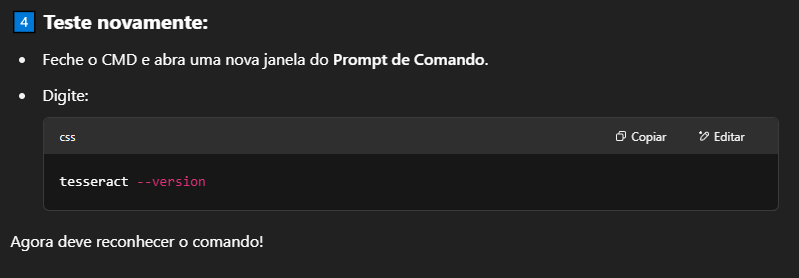 4 Teste novamente:
• Feche o CMD e abra uma nova janela do Prompt de Comando.
• Digite:
css Copiar Editar
tesseract --version
Agora deve reconhecer o comando!